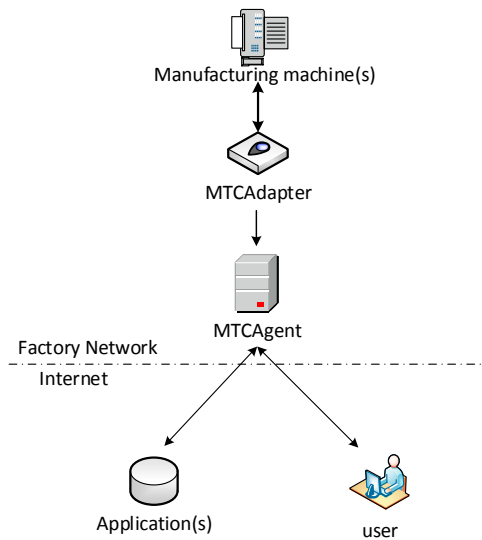 Manufacturing machine(s)
MTCAdapter
MTCAgent
Factory Network
Internet
Application(s)
user